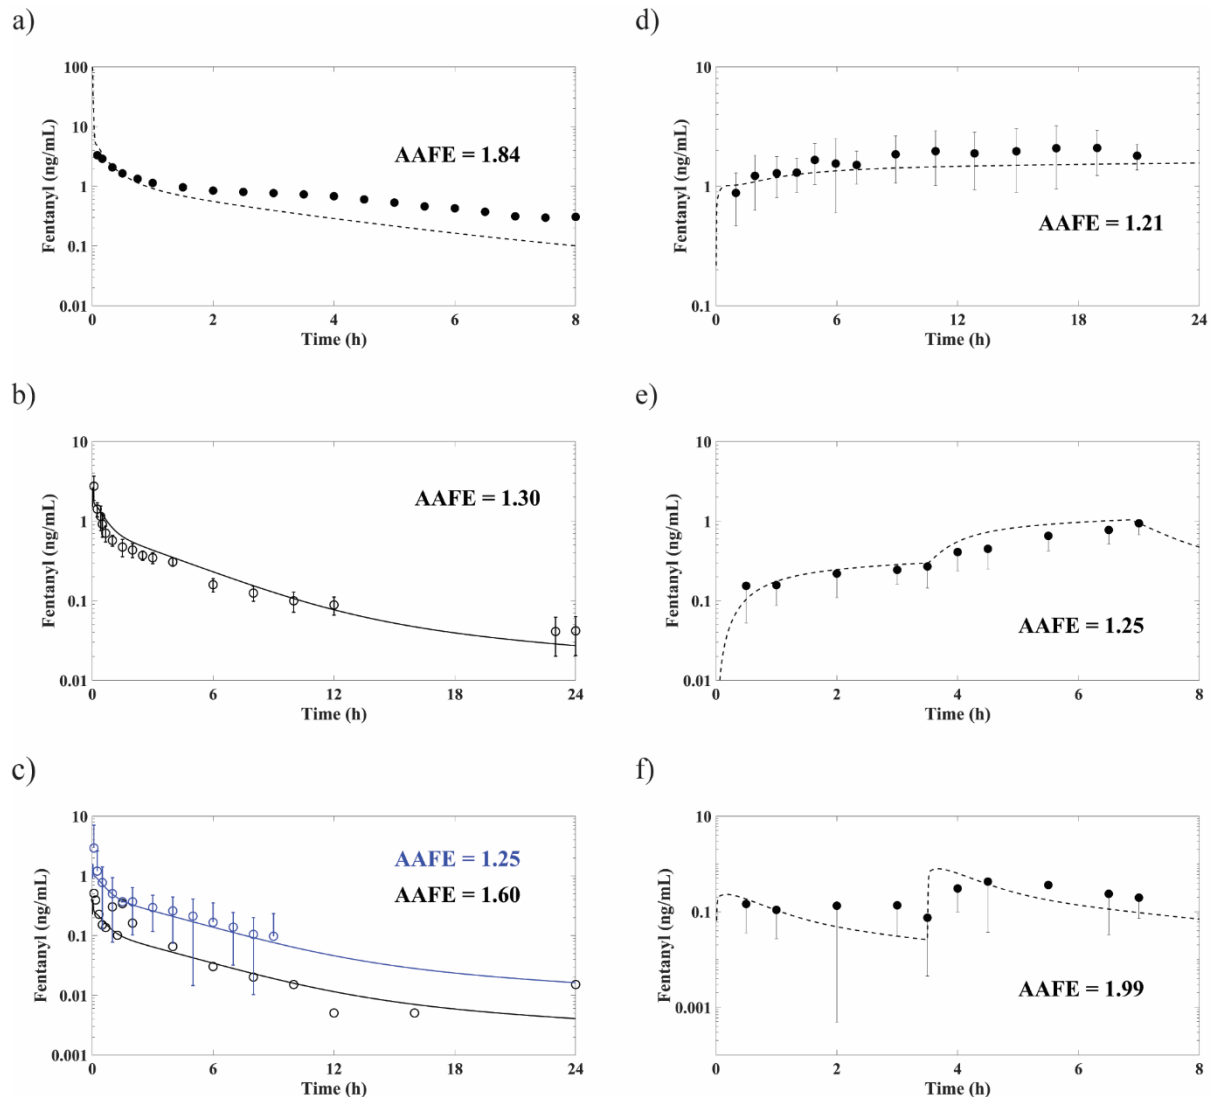 a)
100
10
1
0.1
0.01
Fentanyl (ng/mL)
AAFE = 1.84
0 2 4 6 8
Time (h)
d)
10
1
0.1
Fentanyl (ng/mL)
AAFE = 1.21
0 6 12 18 24
Time (h)
b)
10
1
0.1
0.01
Fentanyl (ng/mL)
AAFE = 1.30
0 6 12 18 24
Time (h)
e)
10
1
0.1
0.01
Fentanyl (ng/mL)
AAFE = 1.25
0 2 4 6 8
Time (h)
c)
10
1
0.1
0.01
0.001
Fentanyl (ng/mL)
AAFE = 1.25
AAFE = 1.60
0 6 12 18 24
Time (h)
f)
10
0.1
0.001
Fentanyl (ng/mL)
AAFE = 1.99
0 2 4 6 8
Time (h)